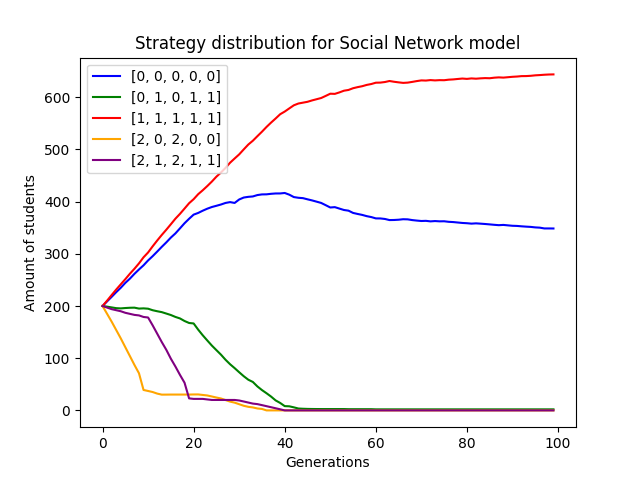 Strategy distribution for Social Network model
[0, 0, 0, 0, 0]
[0, 1, 0, 1, 1]
[1, 1, 1, 1, 1]
[2, 0, 2, 0, 0]
[2, 1, 2, 1, 1]
Amount of students
600
500
400
300
200
100
0
0 20 40 60 80 100
Generations